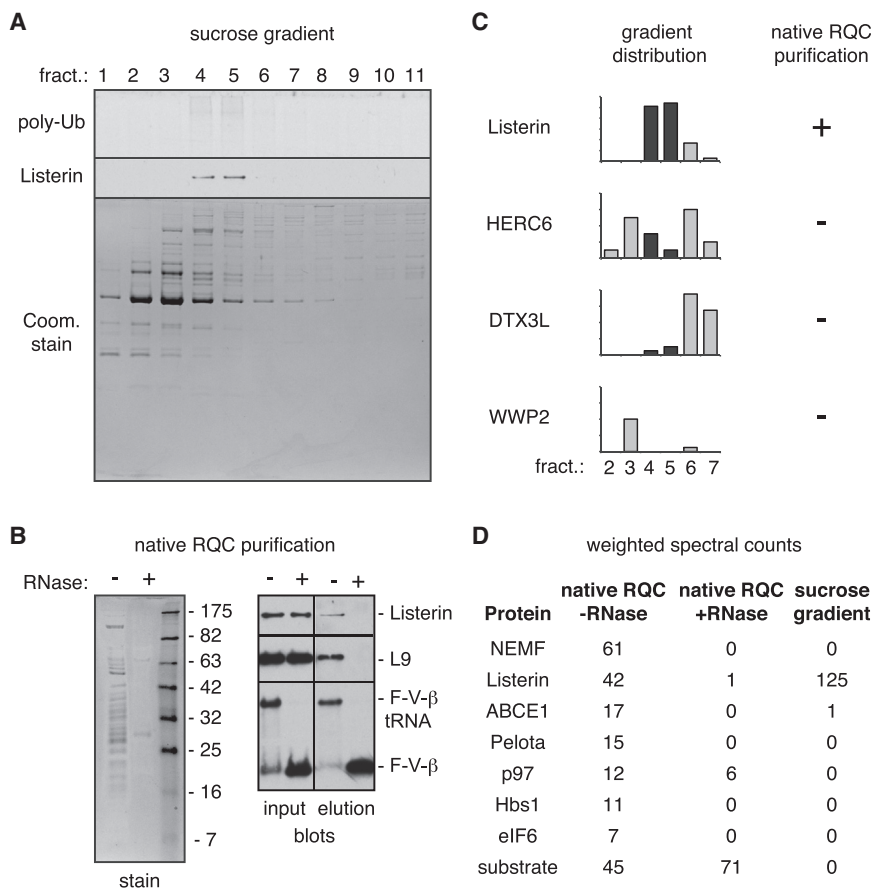 A
sucrose gradient
fract.: 1 2 3 4 5 6 7 8 9 10 11
poly-Ub
Listerin
Coom.
stain
B
native RQC purification
RNase: - + - + - +
- 175
- 82
- 63
- 42
- 32
- 25
- 16
- 7
stain
- Listerin
- L9
- F-V-β
tRNA
- F-V-β
input elution
blots
C
gradient
distribution
native RQC
purification
Listerin +
HERC6 -
DTX3L -
WWP2 -
fract.: 2 3 4 5 6 7
D
weighted spectral counts
Protein native RQC -RNase native RQC +RNase sucrose gradient
NEMF 61 0 0
Listerin 42 1 125
ABCE1 17 0 1
Pelota 15 0 0
p97 12 6 0
Hbs1 11 0 0
eIF6 7 0 0
substrate 45 71 0